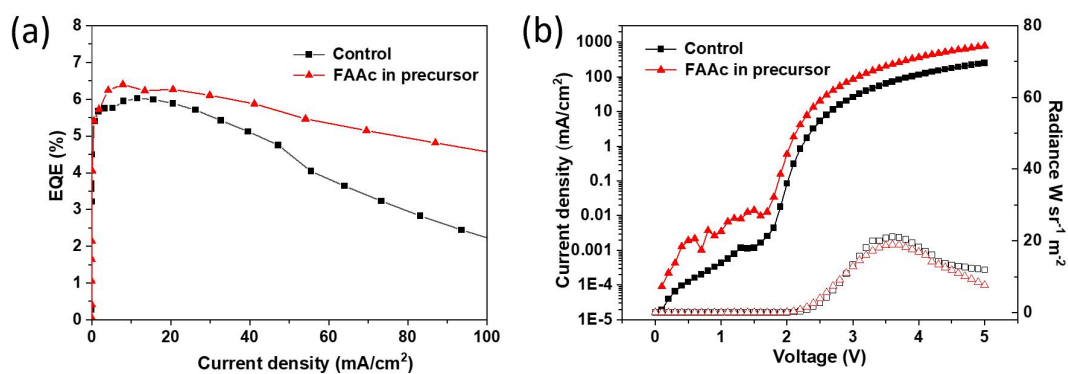 (a)
8
7
6
5
4
3
2
1
0
EQE (%)
Control
FAAc in precursor
0 20 40 60 80 100
Current density (mA/cm²)
(b)
1000
100
10
1
0.1
0.01
0.001
1E-4
1E-5
Current density (mA/cm²)
Control
FAAc in precursor
80
60
40
20
0
Radiance W sr⁻¹ m⁻²
0 1 2 3 4 5
Voltage (V)